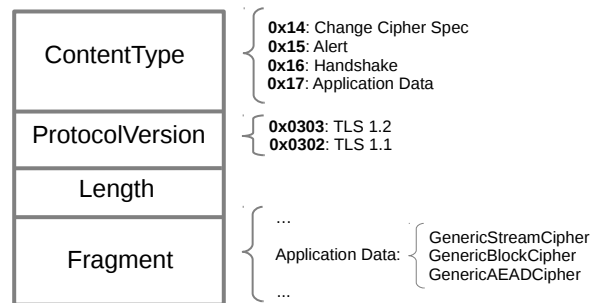 ContentType
0x14: Change Cipher Spec
0x15: Alert
0x16: Handshake
0x17: Application Data
ProtocolVersion
0x0303: TLS 1.2
0x0302: TLS 1.1
Length
Fragment
...
Application Data:
GenericStreamCipher
GenericBlockCipher
GenericAEADCipher
...